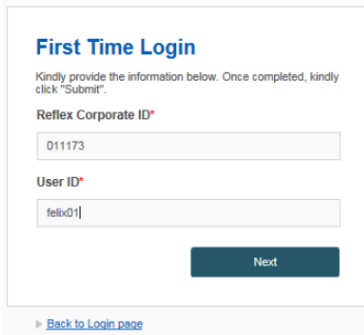 First Time Login
Kindly provide the information below. Once completed, kindly
click "Submit".
Reflex Corporate ID*
011173
User ID*
felix01
Next
Back to Login page